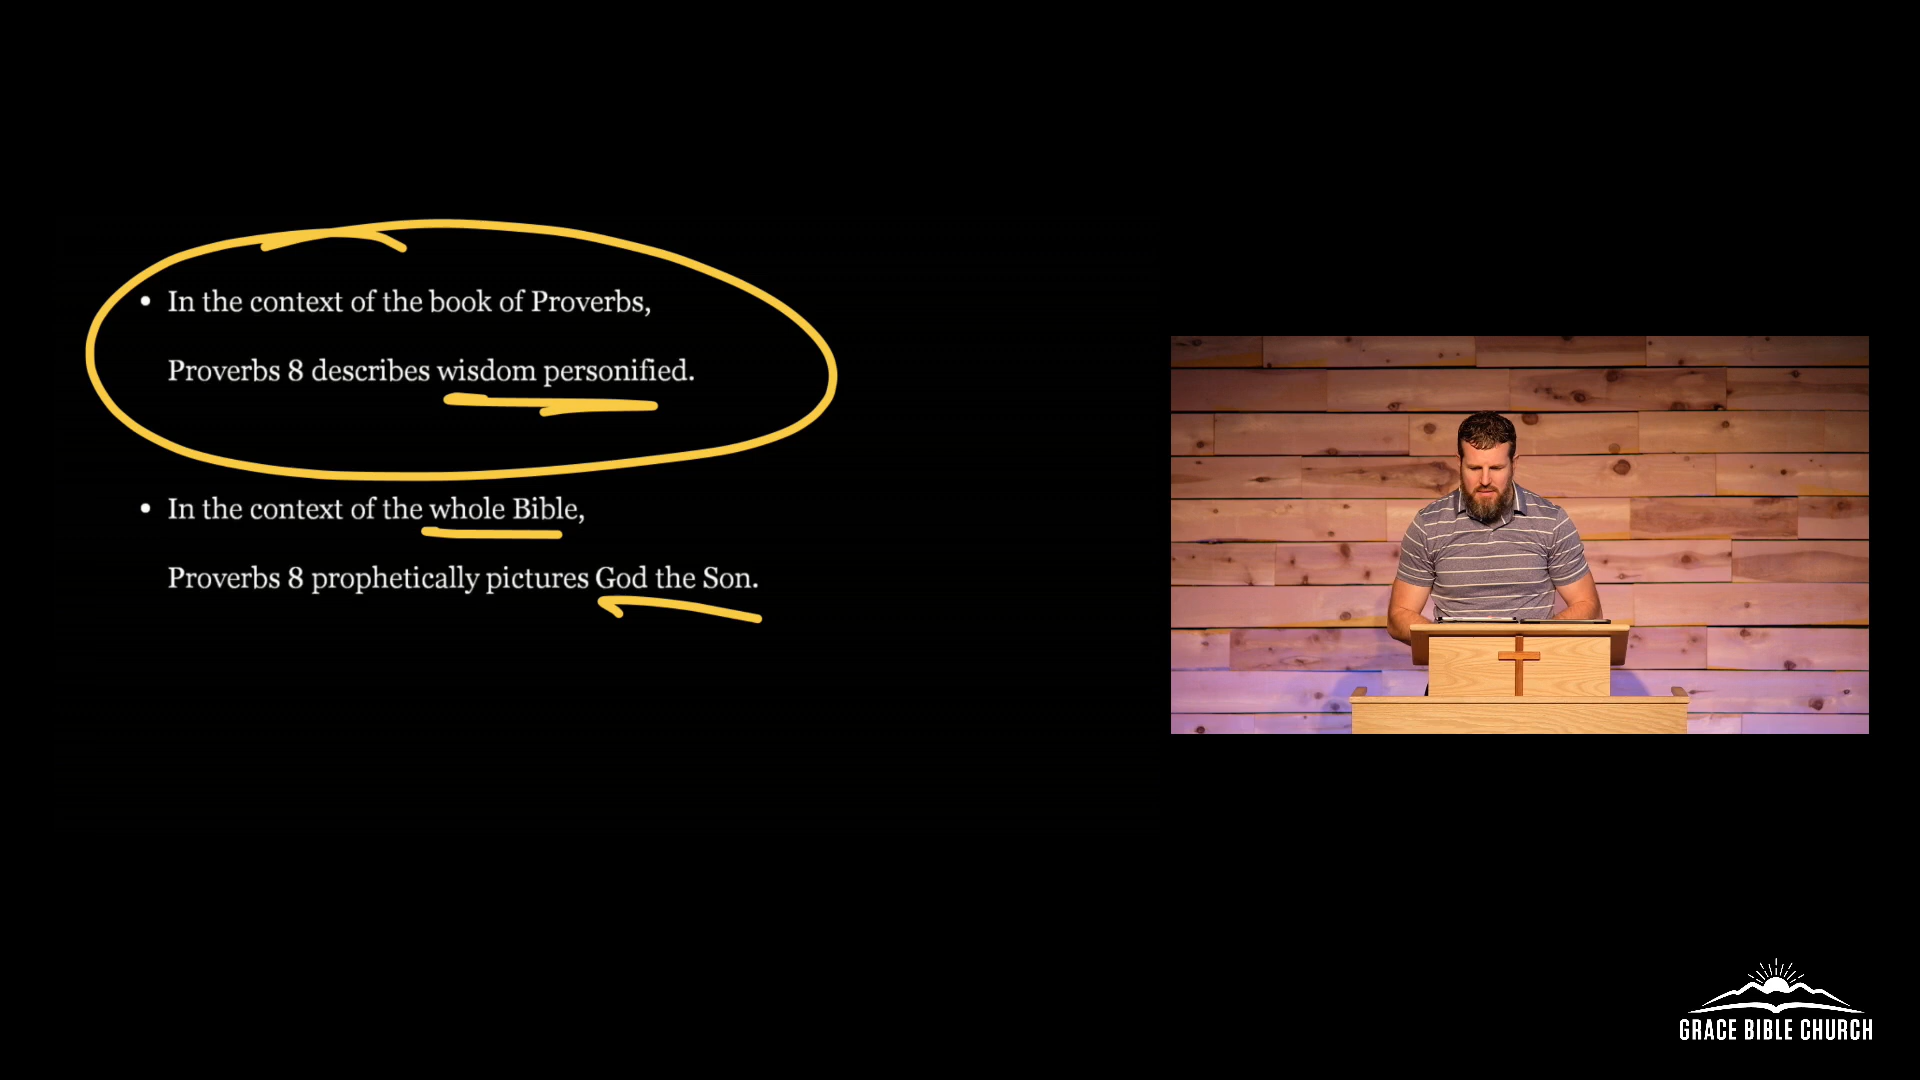 • In the context of the book of Proverbs,
Proverbs 8 describes wisdom personified.
• In the context of the whole Bible,
Proverbs 8 prophetically pictures God the Son.
GRACE BIBLE CHURCH